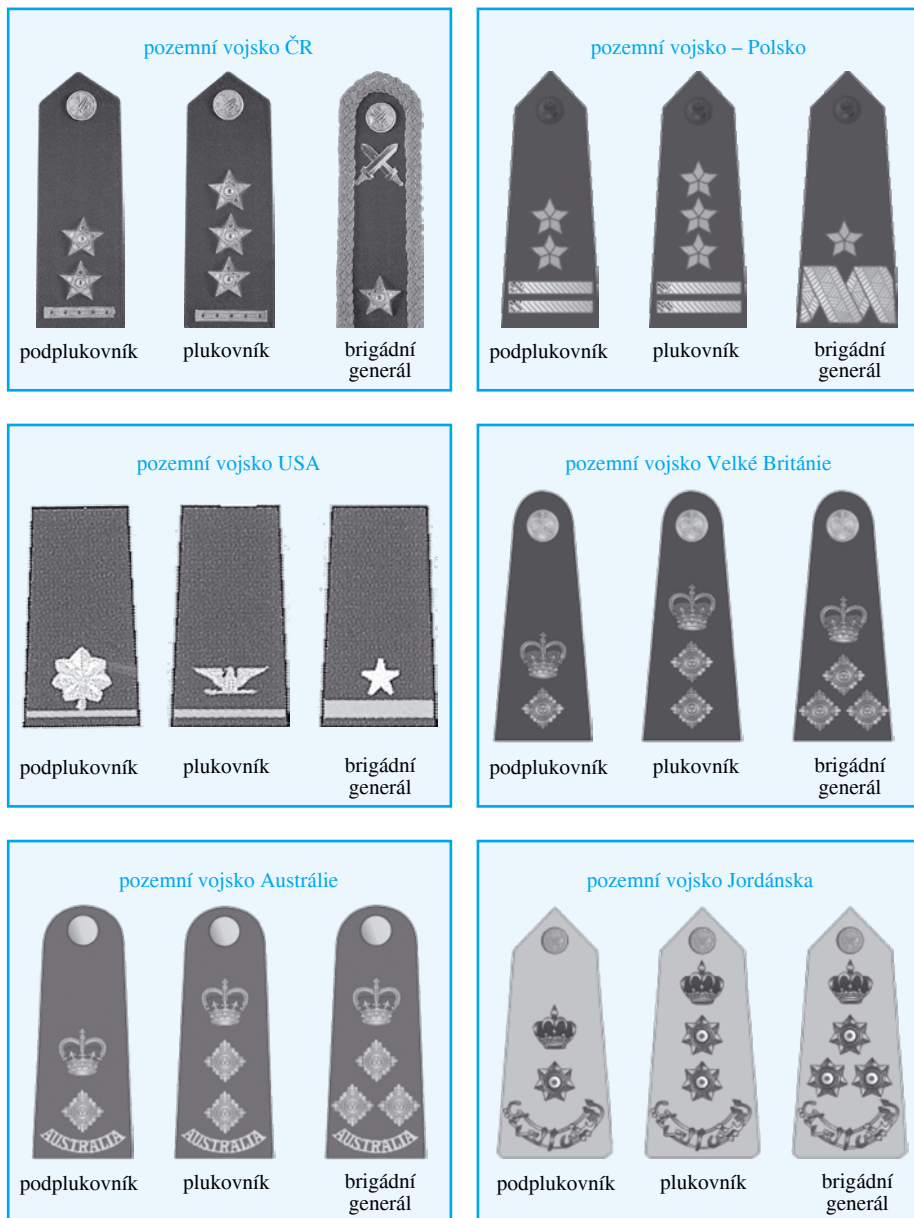 pozemní vojsko ČR
podplukovník
plukovník
brigádní
generál
pozemní vojsko – Polsko
podplukovník
plukovník
brigádní
generál
pozemní vojsko USA
podplukovník
plukovník
brigádní
generál
pozemní vojsko Velké Británie
podplukovník
plukovník
brigádní
generál
pozemní vojsko Austrálie
AUSTRALIA
AUSTRALIA
AUSTRALIA
podplukovník
plukovník
brigádní
generál
pozemní vojsko Jordánska
podplukovník
plukovník
brigádní
generál